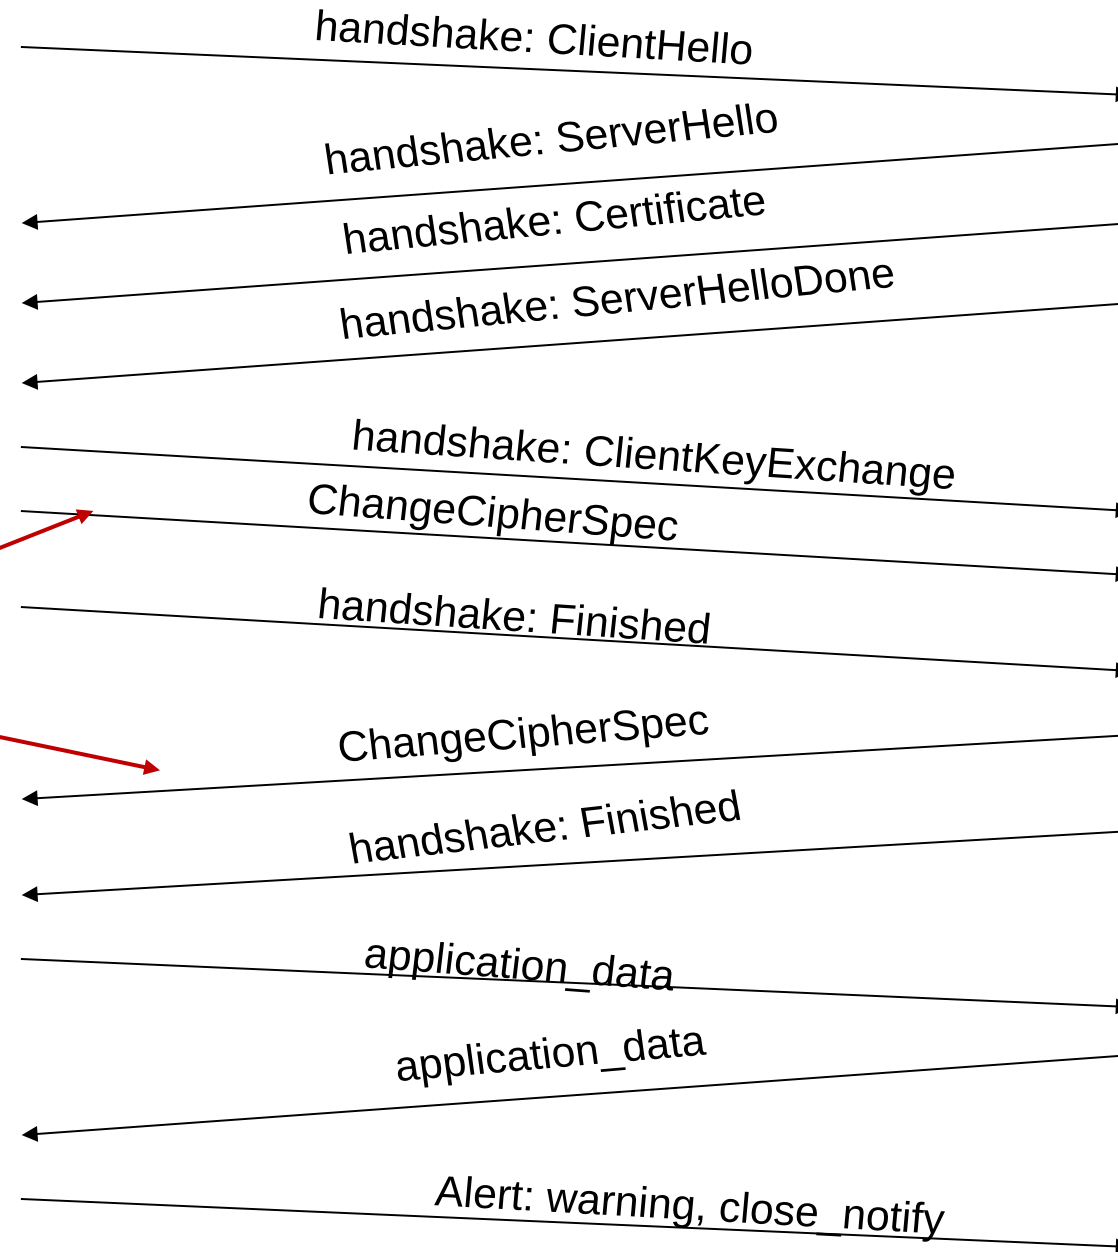 handshake: ClientHello
handshake: ServerHello
handshake: Certificate
handshake: ServerHelloDone
handshake: ClientKeyExchange
ChangeCipherSpec
handshake: Finished
ChangeCipherSpec
handshake: Finished
application_data
application_data
Alert: warning, close_notify